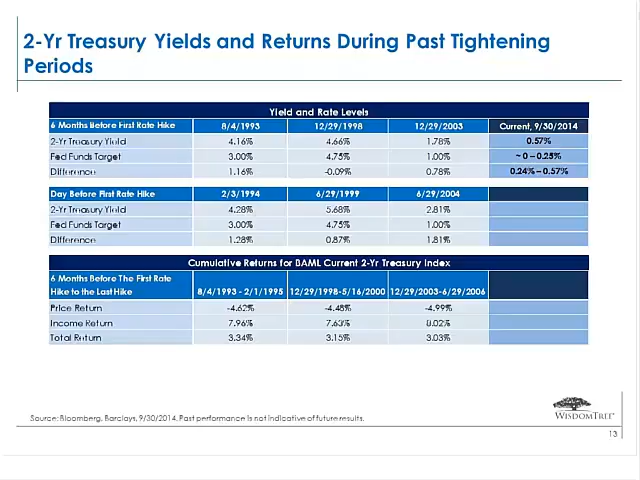 2-Yr Treasury Yields and Returns During Past Tightening
Periods
Yield and Rate Levels
6 Months Before First Rate Hike 8/4/1993 12/29/1998 12/29/2003 Current, 9/30/2014
2-Yr Treasury Yield 4.16% 4.66% 1.78% 0.57%
Fed Funds Target 3.00% 4.75% 1.00% ~ 0 – 0.25%
Difference 1.16% -0.09% 0.78% 0.24% – 0.57%
Day Before First Rate Hike 2/3/1994 6/29/1999 6/29/2004
2-Yr Treasury Yield 4.28% 5.68% 2.81%
Fed Funds Target 3.00% 4.75% 1.00%
Difference 1.28% 0.87% 1.81%
Cumulative Returns for BAML Current 2-Yr Treasury Index
6 Months Before The First Rate
Hike to the Last Hike 8/4/1993 - 2/1/1995 12/29/1998-5/16/2000 12/29/2003-6/29/2006
Price Return -4.62% -4.48% -4.99%
Income Return 7.96% 7.63% 8.02%
Total Return 3.34% 3.15% 3.03%
Source: Bloomberg, Barclays, 9/30/2014. Past performance is not indicative of future results.
WISDOMTREE
13